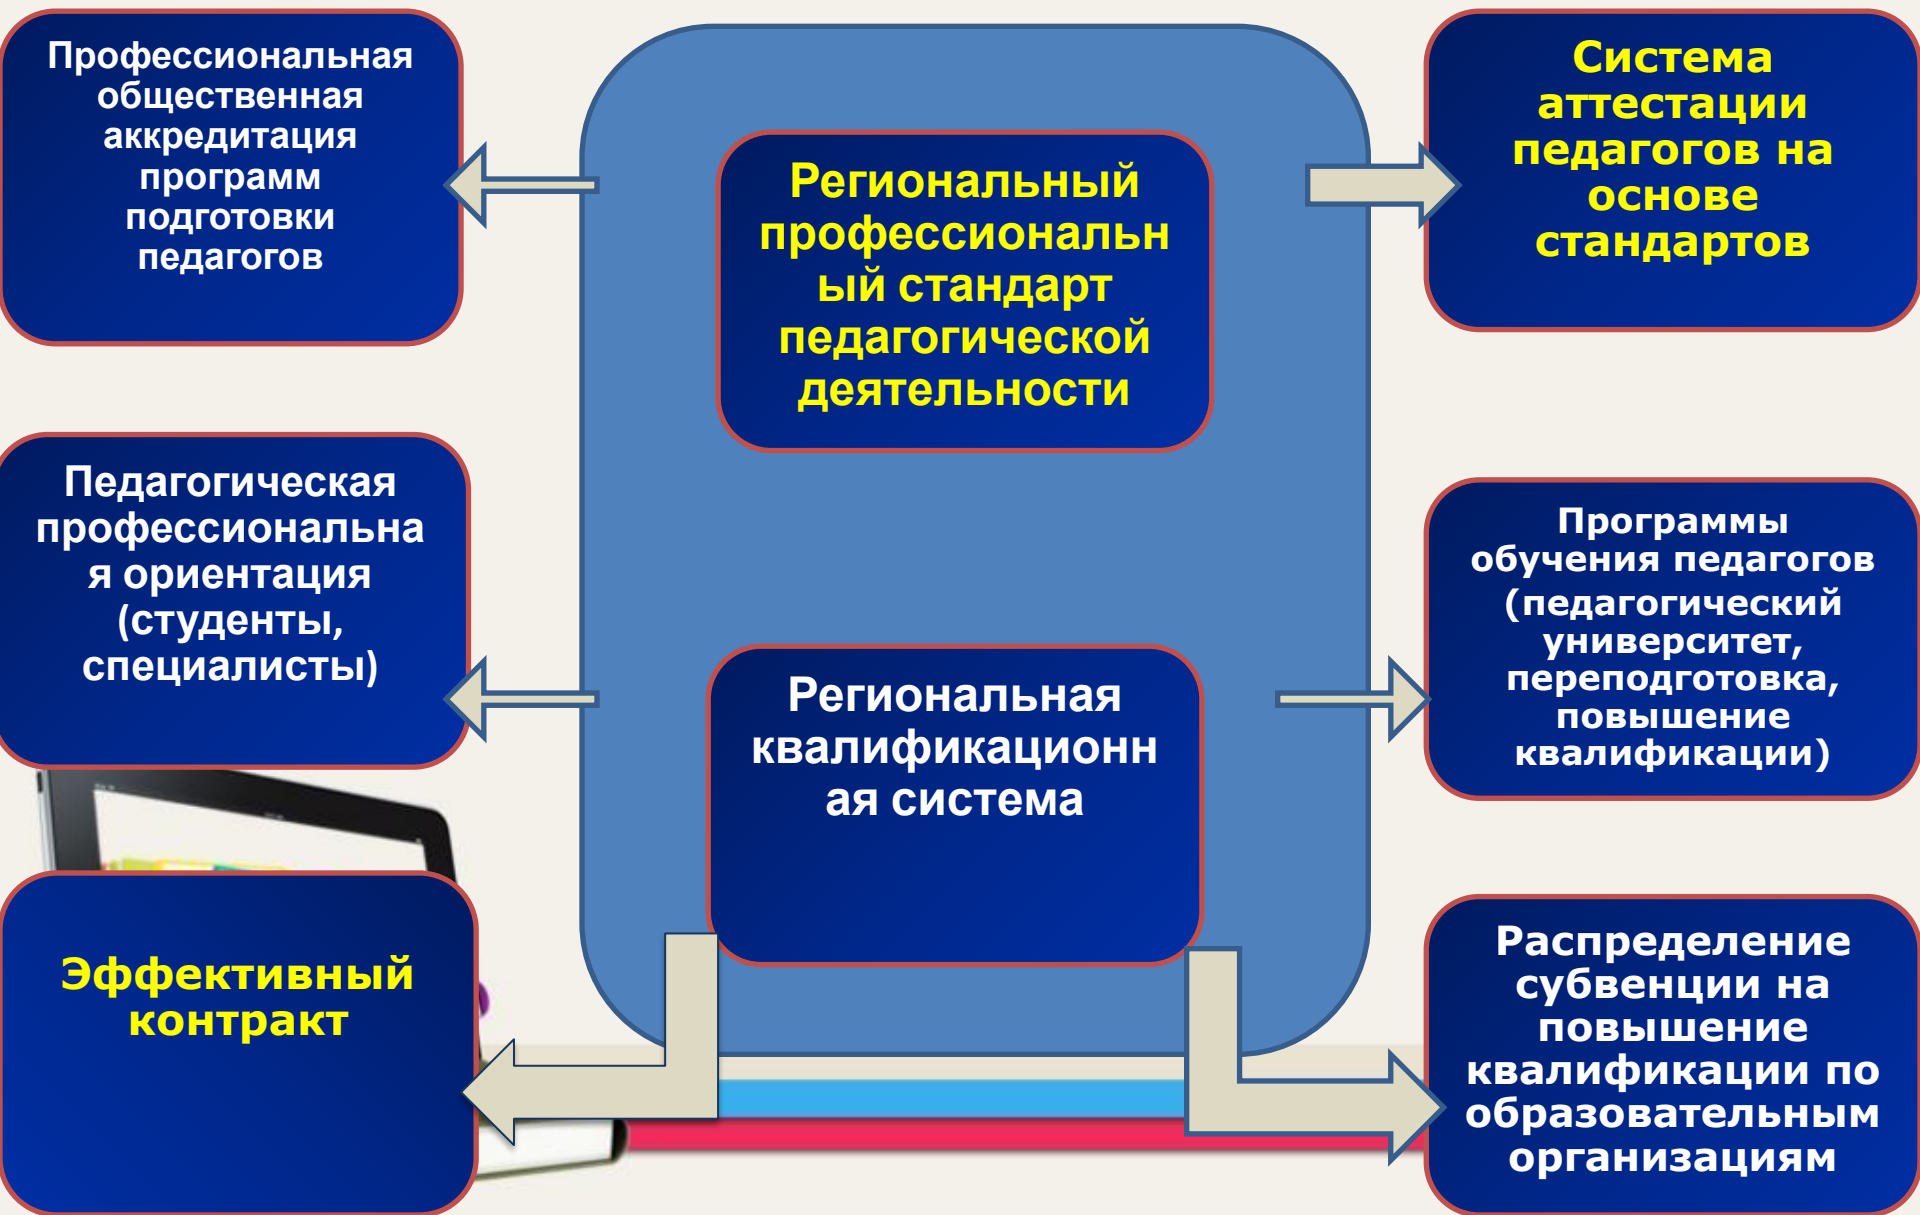 Профессиональная
общественная
аккредитация
программ
подготовки
педагогов
Региональный
профессиональн
ый стандарт
педагогической
деятельности
Система
аттестации
педагогов на
основе
стандартов
Педагогическая
профессиональна
я ориентация
(студенты,
специалисты)
Региональная
квалификационн
ая система
Программы
обучения педагогов
(педагогический
университет,
переподготовка,
повышение
квалификации)
Эффективный
контракт
Распределение
субвенции на
повышение
квалификации по
образовательным
организациям